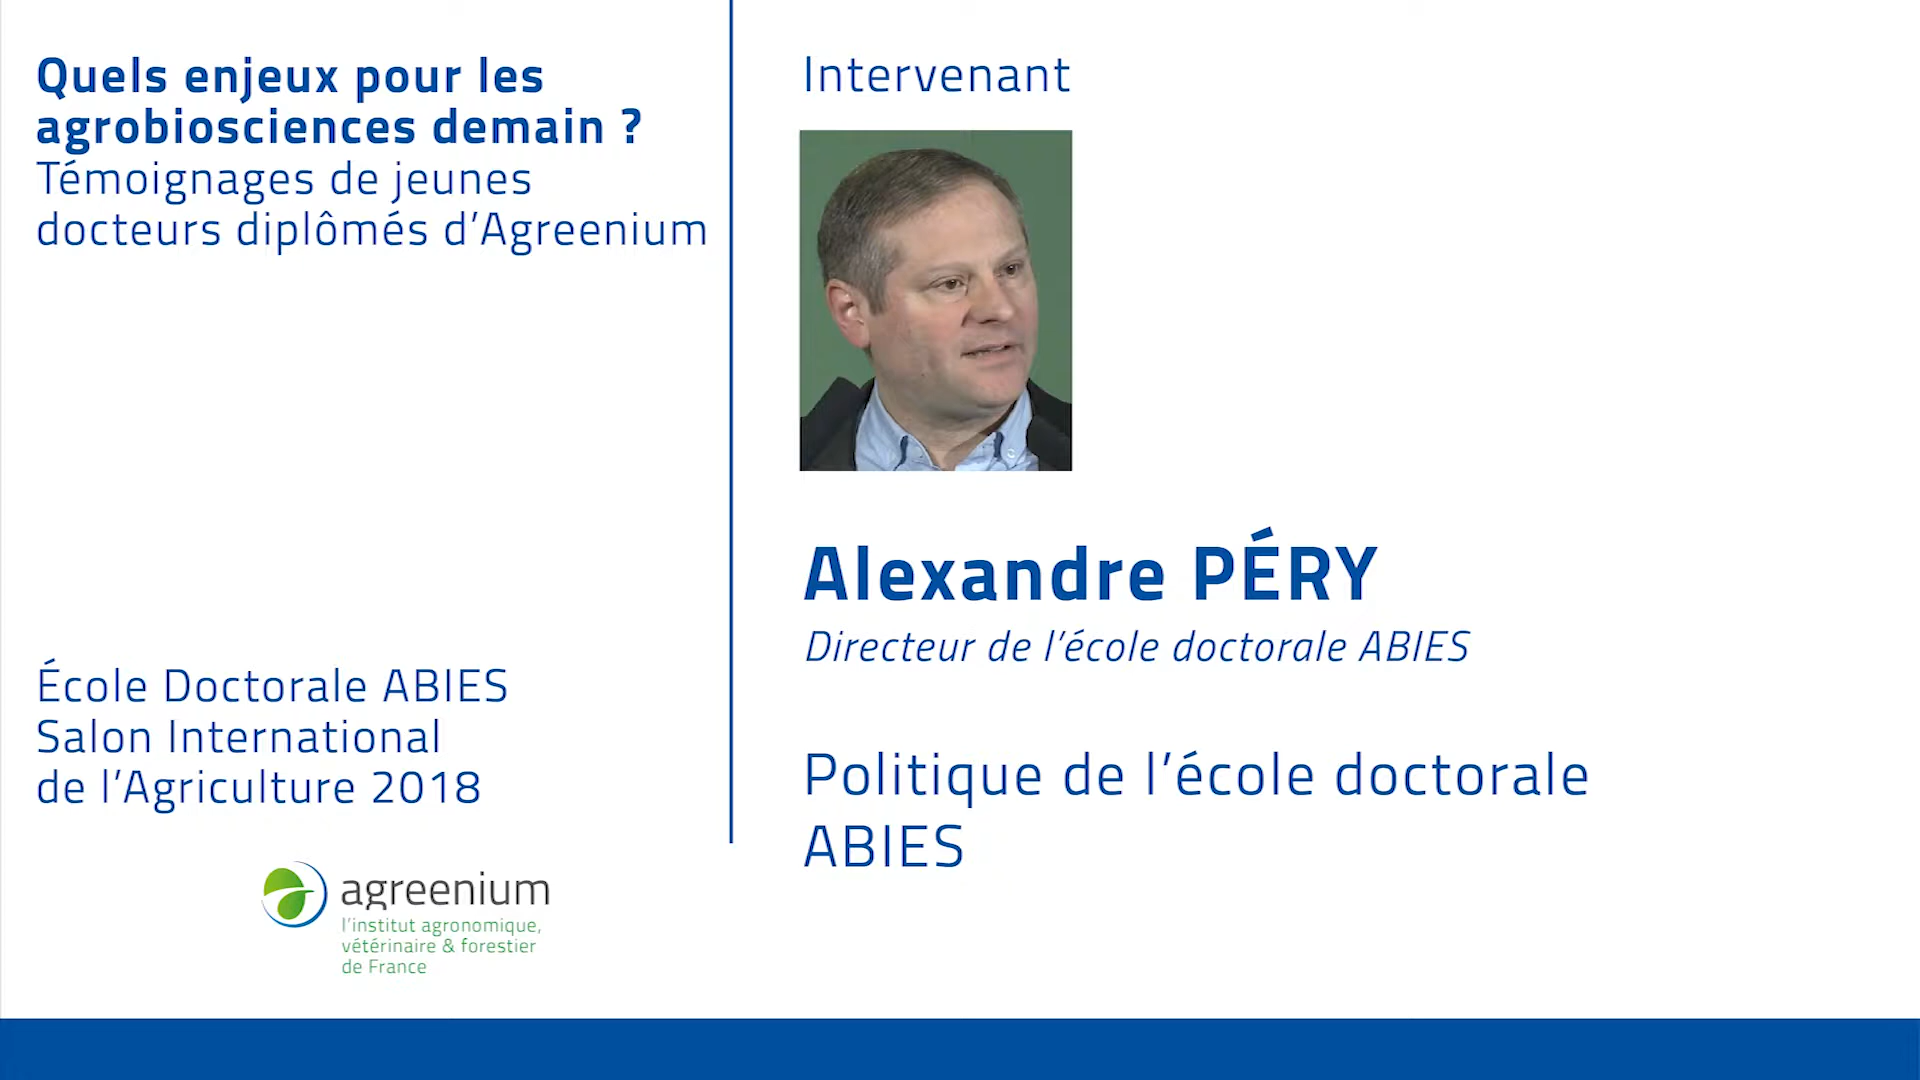 Quels enjeux pour les
agrobiosciences demain ?
Témoignages de jeunes
docteurs diplômés d'Agreenium
École Doctorale ABIES
Salon International
de l'Agriculture 2018
agreenium
l'institut agronomique,
vétérinaire & forestier
de France
Intervenant
Alexandre PÉRY
Directeur de l'école doctorale ABIES
Politique de l'école doctorale
ABIES